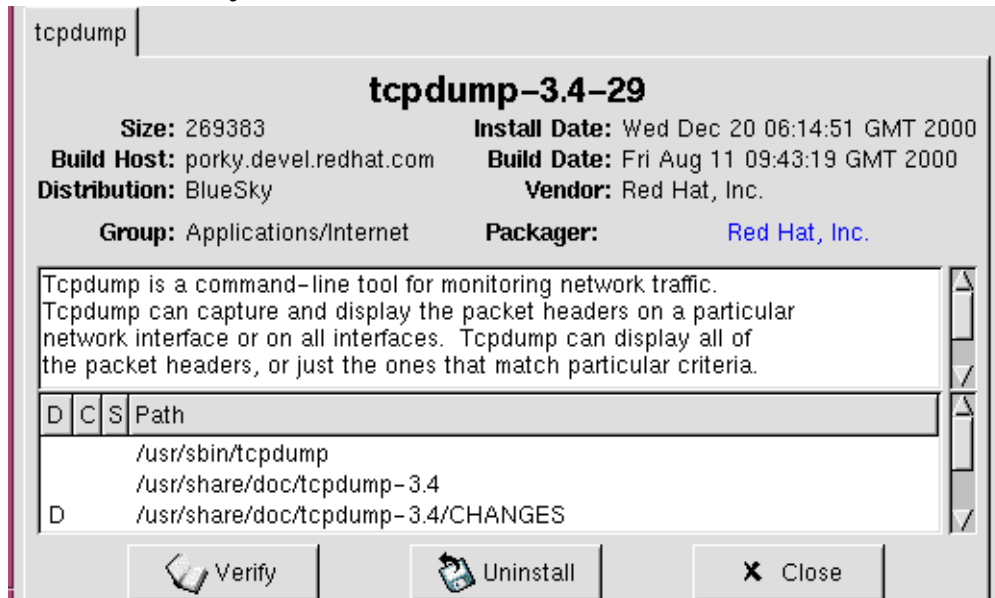 tcpdump
tcpdump-3.4-29
Size: 269383 Install Date: Wed Dec 20 06:14:51 GMT 2000
Build Host: porky.devel.redhat.com Build Date: Fri Aug 11 09:43:19 GMT 2000
Distribution: BlueSky Vendor: Red Hat, Inc.
Group: Applications/Internet Packager: Red Hat, Inc.
Tcpdump is a command-line tool for monitoring network traffic.
Tcpdump can capture and display the packet headers on a particular
network interface or on all interfaces. Tcpdump can display all of
the packet headers, or just the ones that match particular criteria.
D C S Path
/usr/sbin/tcpdump
/usr/share/doc/tcpdump-3.4
D /usr/share/doc/tcpdump-3.4/CHANGES
Verify Uninstall Close